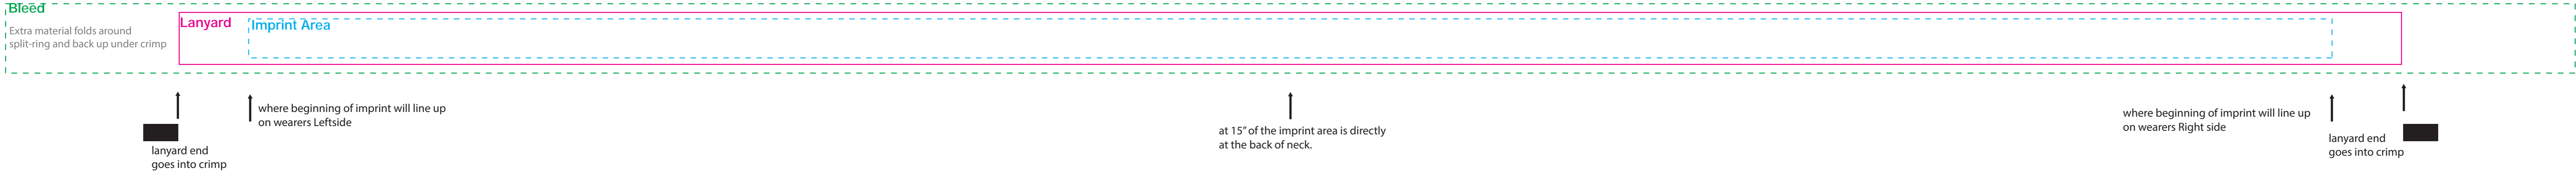 Bleed
Extra material folds around
split-ring and back up under crimp
Lanyard
Imprint Area
lanyard end
goes into crimp
where beginning of imprint will line up
on wearers Leftside
at 15” of the imprint area is directly
at the back of neck.
where beginning of imprint will line up
on wearers Right side
lanyard end
goes into crimp